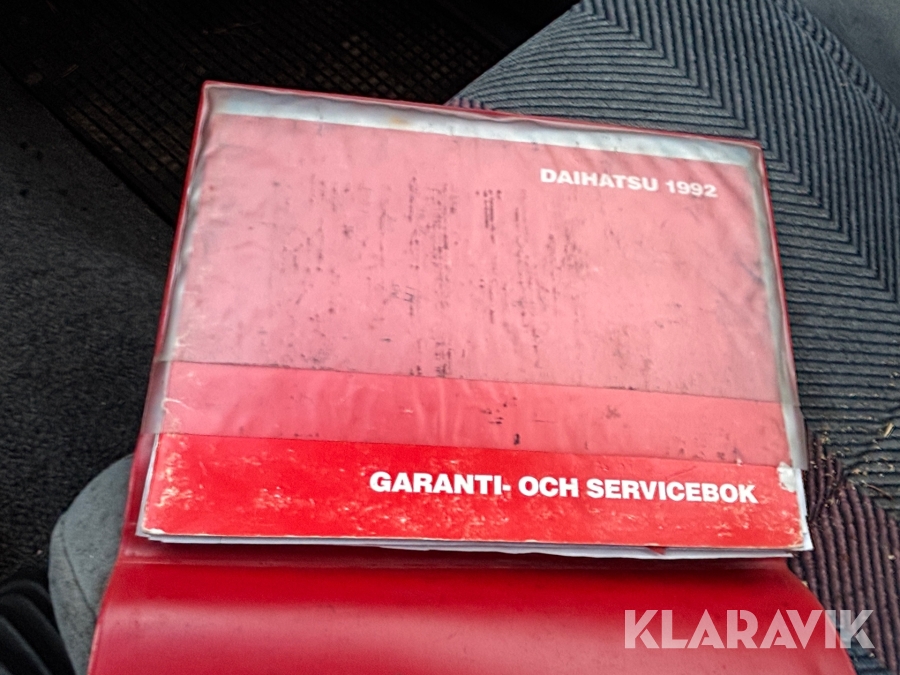 DAIHATSU 1992
GARANTI- OCH SERVICEBOK
KLARAVIK